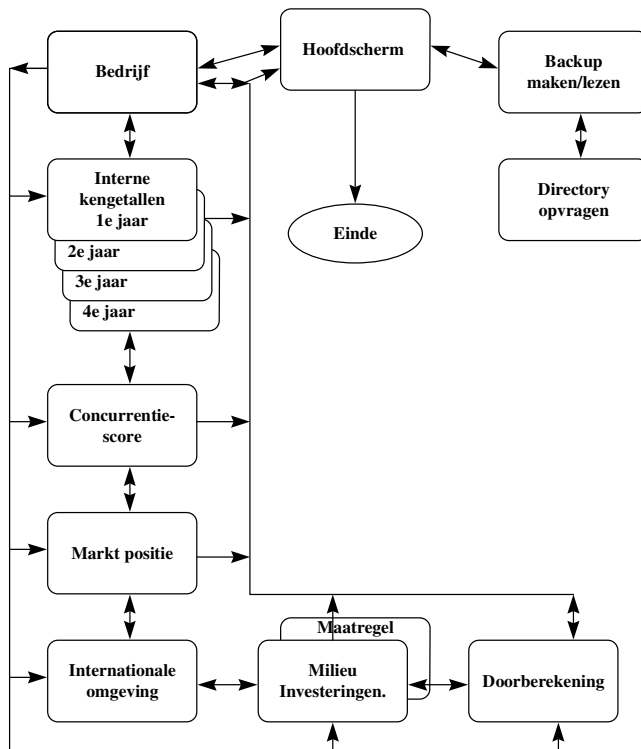 Hoofdscherm
Bedrijf
Backup
maken/lezen
Interne
kengetallen
1e jaar
2e jaar
3e jaar
4e jaar
Directory
opvragen
Einde
Concurrentie-
score
Markt positie
Maatregel
Internationale
omgeving
Milieu
Investeringen.
Doorberekening